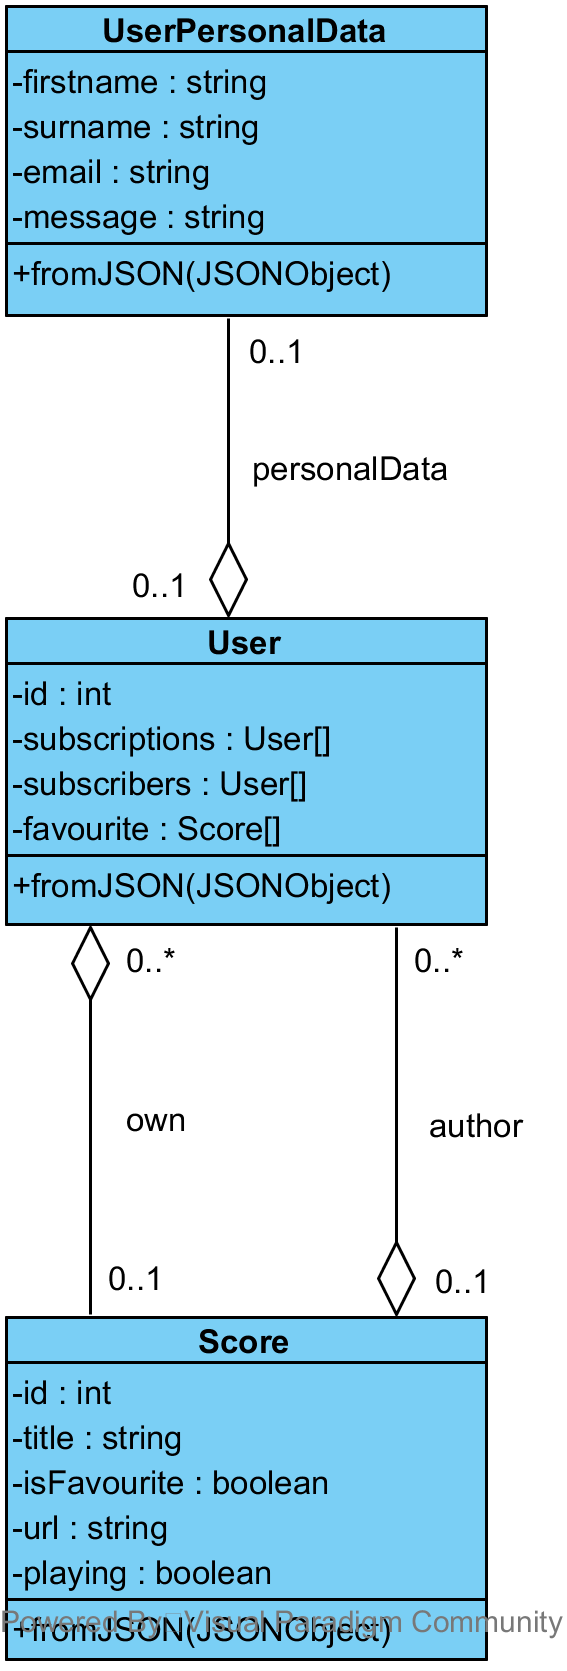 UserPersonalData
-firstname : string
-surname : string
-email : string
-message : string
+fromJSON(JSONObject)
0..1
personalData
0..1
User
-id : int
-subscriptions : User[]
-subscribers : User[]
-favourite : Score[]
+fromJSON(JSONObject)
0..* 0..*
own author
0..1 0..1
Score
-id : int
-title : string
-isFavourite : boolean
-url : string
-playing : boolean
Powered By Visual Paradigm Community
+fromJSON(JSONObject)